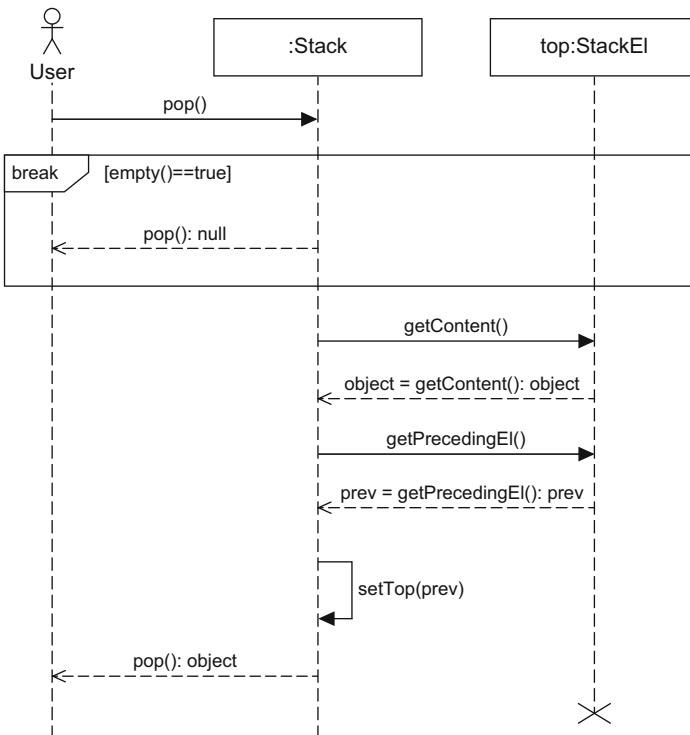 User
:Stack
top:StackEl
pop()
break
[empty()==true]
pop(): null
getContent()
object = getContent(): object
getPrecedingEl()
prev = getPrecedingEl(): prev
setTop(prev)
pop(): object